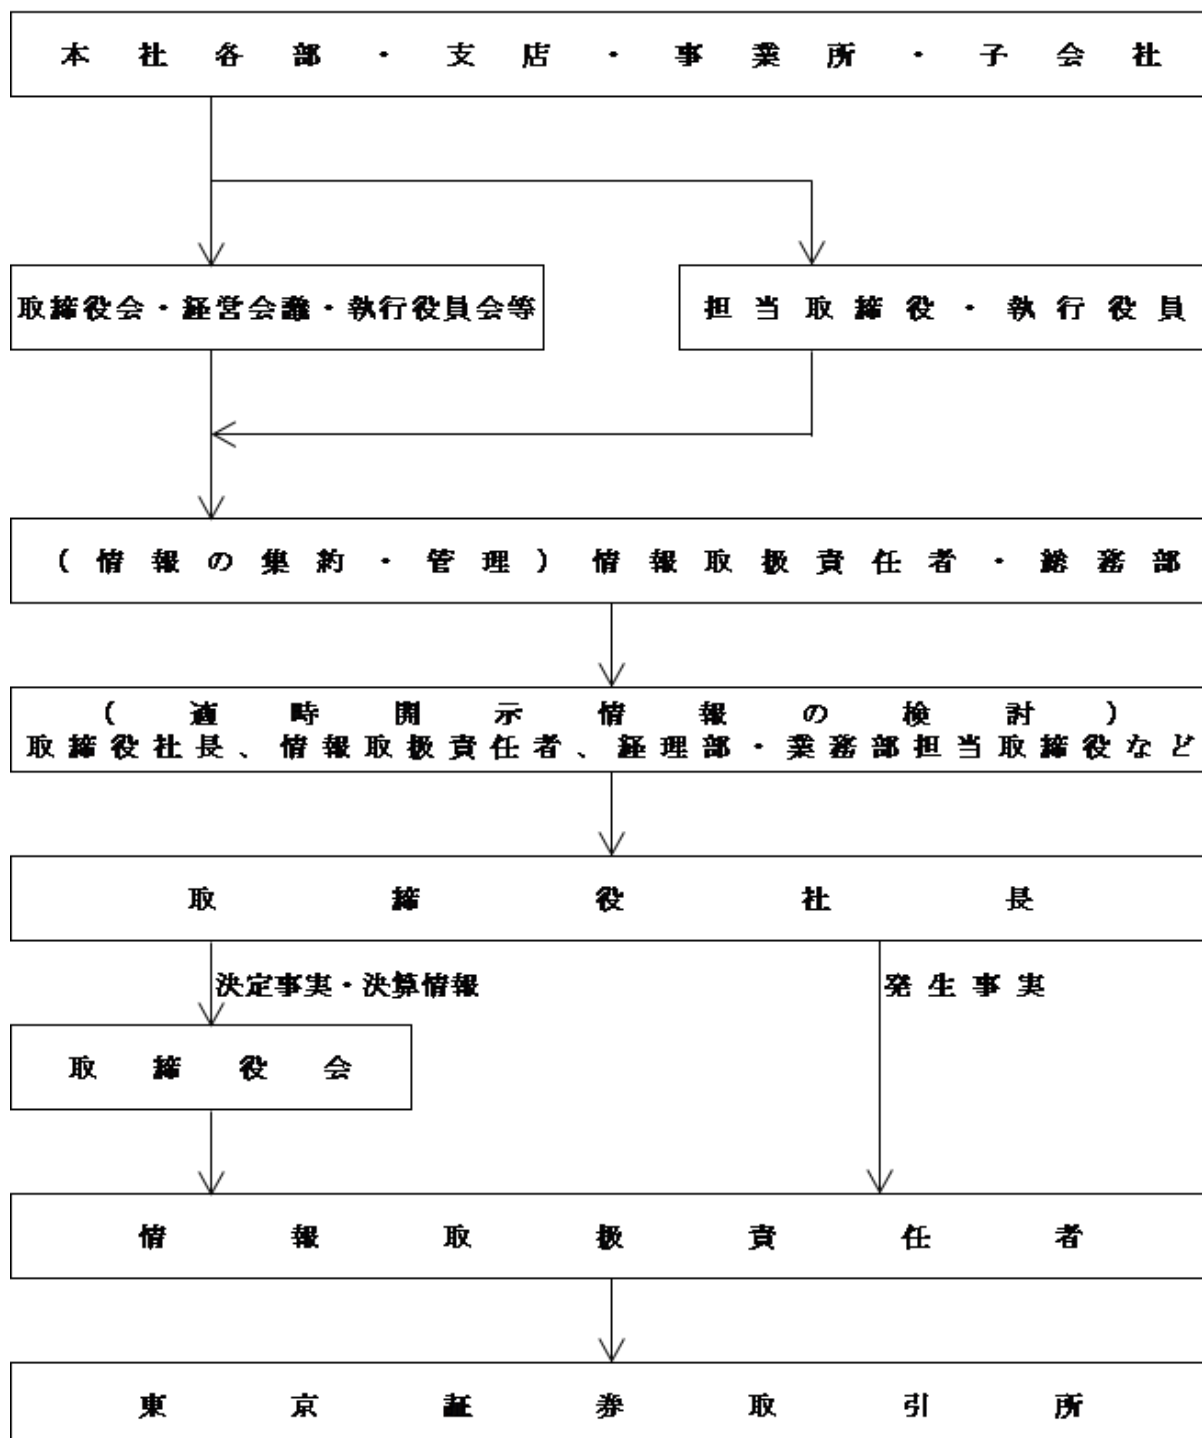 本社各部・支店・事業所・子会社
取締役会・経営会議・執行役員会等
担当取締役・執行役員
(情報の集約・管理)情報取扱責任者・総務部
(適時開示情報の検討)
取締役社長、情報取扱責任者、経理部・業務部担当取締役など
取締役社長
決定事実・決算情報
発生事実
取締役会
情報取扱責任者
東京証券取引所